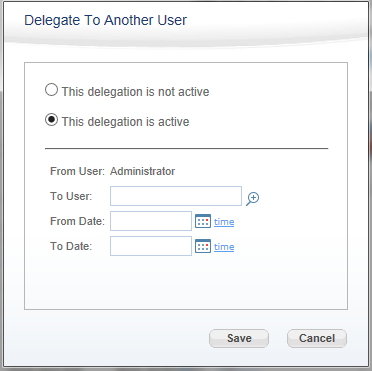 Delegate To Another User
This delegation is not active
This delegation is active
From User: Administrator
To User:
From Date: time
To Date: time
Save Cancel